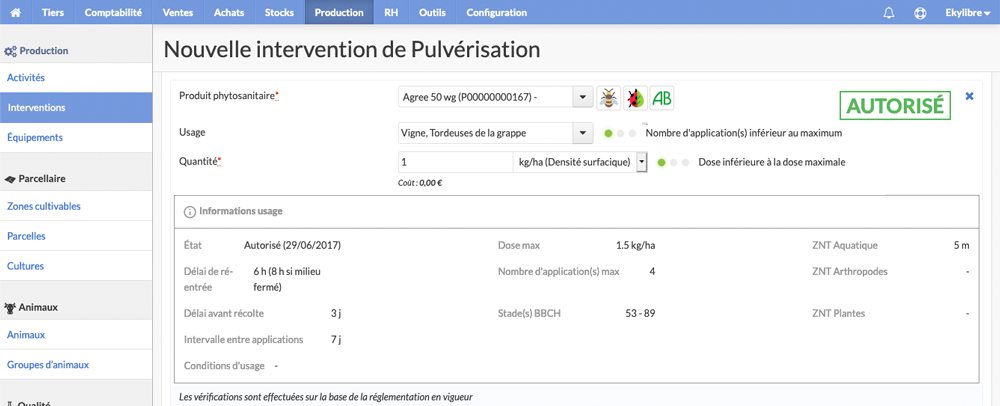 Tiers Comptabilité Ventes Achats Stocks Production RH Outils Configuration Ekylibre
Production
Activités
Interventions
Équipements
Parcellaire
Zones cultivables
Parcelles
Cultures
Animaux
Animaux
Groupes d'animaux
Qualité
Nouvelle intervention de Pulvérisation
Produit phytosanitaire* Agree 50 wg (P00000000167) - AB
AUTORISÉ
Usage Vigne, Tordeuses de la grappe Nombre d'application(s) inférieur au maximum
Quantité* 1 kg/ha (Densité surfacique) Dose inférieure à la dose maximale
Coût : 0,00 €
Informations usage
État Autorisé (29/06/2017) Dose max 1.5 kg/ha ZNT Aquatique 5 m
Délai de ré-entrée 6 h (8 h si milieu fermé) Nombre d'application(s) max 4 ZNT Arthropodes -
Délai avant récolte 3 j Stade(s) BBCH 53 - 89 ZNT Plantes -
Intervalle entre applications 7 j
Conditions d'usage -
Les vérifications sont effectuées sur la base de la réglementation en vigueur